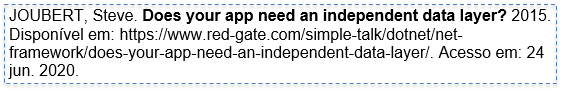 JOUBERT, Steve. Does your app need an independent data layer? 2015.
Disponível em: https://www.red-gate.com/simple-talk/dotnet/net-
framework/does-your-app-need-an-independent-data-layer/. Acesso em: 24
jun. 2020.